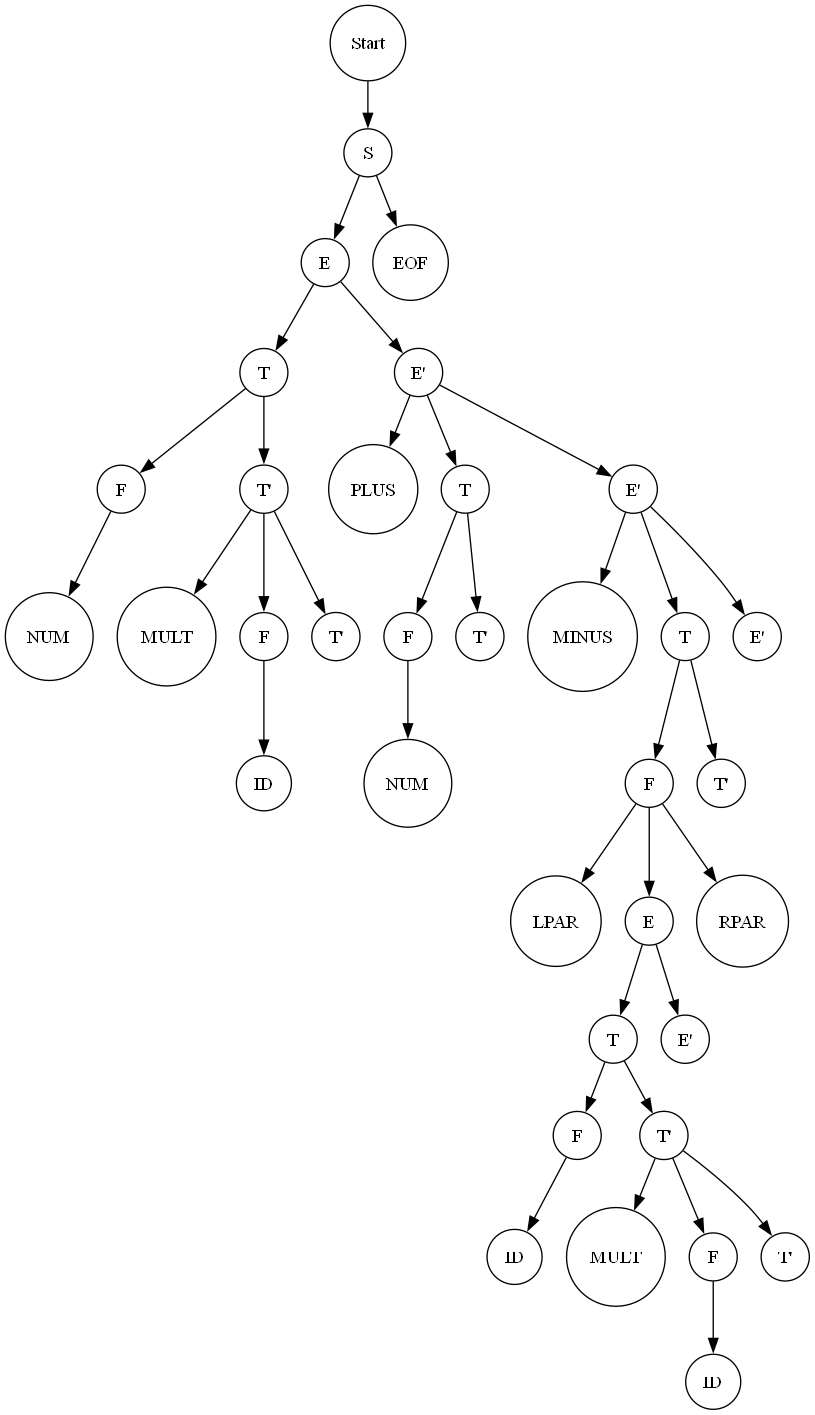 Start
S
E EOF
T E'
F T' PLUS T E'
NUM MULT F T' F T' MINUS T E'
ID NUM F T'
LPAR E RPAR
T E'
F T'
ID MULT F T'
ID